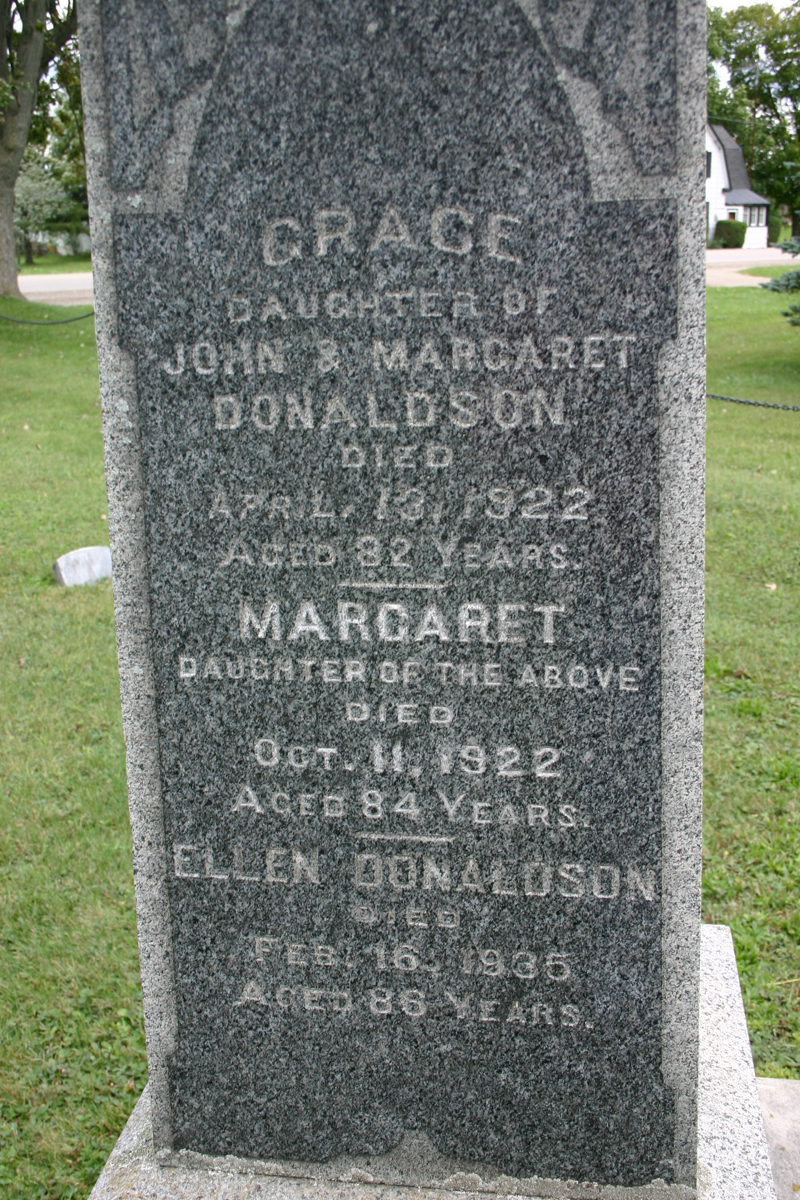 GRACE
DAUGHTER OF
JOHN & MARGARET
DONALDSON
DIED
APRIL. 13, 1922
AGED 82 YEARS.
MARGARET
DAUGHTER OF THE ABOVE
DIED
OCT. 11, 1922
AGED 84 YEARS.
ELLEN DONALDSON
DIED
FEB. 16, 1935
AGED 86 YEARS.